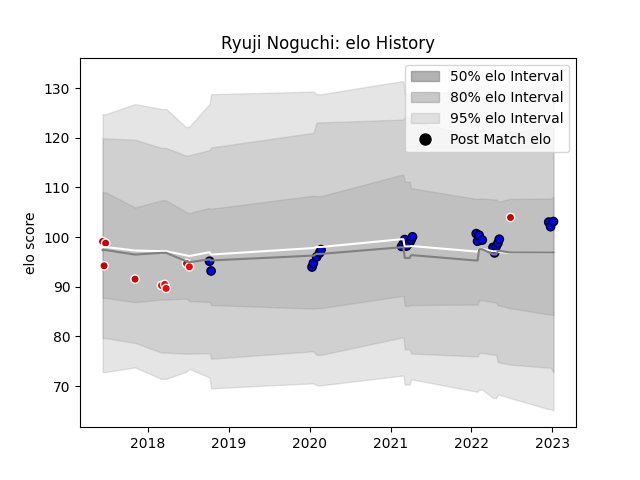 Ryuji Noguchi: elo History
50% elo Interval
80% elo Interval
95% elo Interval
Post Match elo
elo score
130
120
110
100
90
80
70
2018
2019
2020
2021
2022
2023